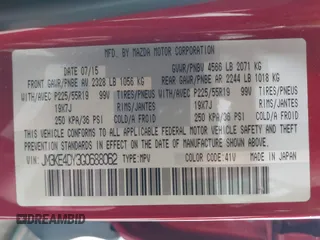 MFD. BY MAZDA MOTOR CORPORATION
07/15 GVWR/PNBV 4566 LB 2071 KG
FRONT GAWR/PNBE AV 2328 LB 1056 KG REAR GAWR/PNBE AR 2244 LB 1018 KG
WITH/AVEC P225/55R19 99V TIRES/PNEUS WITH/AVEC P225/55R19 99V TIRES/PNEUS
19X7J RIMS/JANTES 19X7J RIMS/JANTES
250 KPA/36 PSI COLD/A FROID 250 KPA/36 PSI COLD/A FROID
THIS VEHICLE CONFORMS TO ALL APPLICABLE FEDERAL MOTOR VEHICLE SAFETY, BUMPER, AND THEFT
PREVENTION STANDARDS IN EFFECT ON THE DATE OF MANUFACTURE SHOWN ABOVE.
JM3KE4DY3G0688062 TYPE:MPV COLOR:41V MADE IN JAPAN
DREAMBID